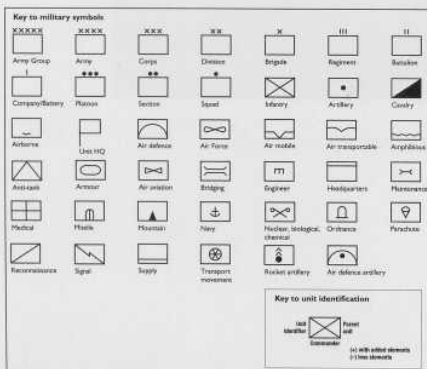 Key to military symbols
XXXXX XXXX XXX XX X III II
Army Group Army Corps Division Brigade Regiment Battalion
I
Company/Battery Platoon Section Squad Infantry Artillery Cavalry
Airborne Unit HQ Air defence Air Force Air mobile Air transportable Amphibious
Anti-tank Armour Air aviation Bridging Engineer Headquarters Maintenance
Medical Missile Mountain Navy Nuclear, biological, Ordnance Parachute
chemical
Reconnaissance Signal Supply Transport Rocket artillery Air defence artillery
movement
Key to unit identification
Unit Parent
identifier unit
Commander
(+) with added elements
(–) less elements